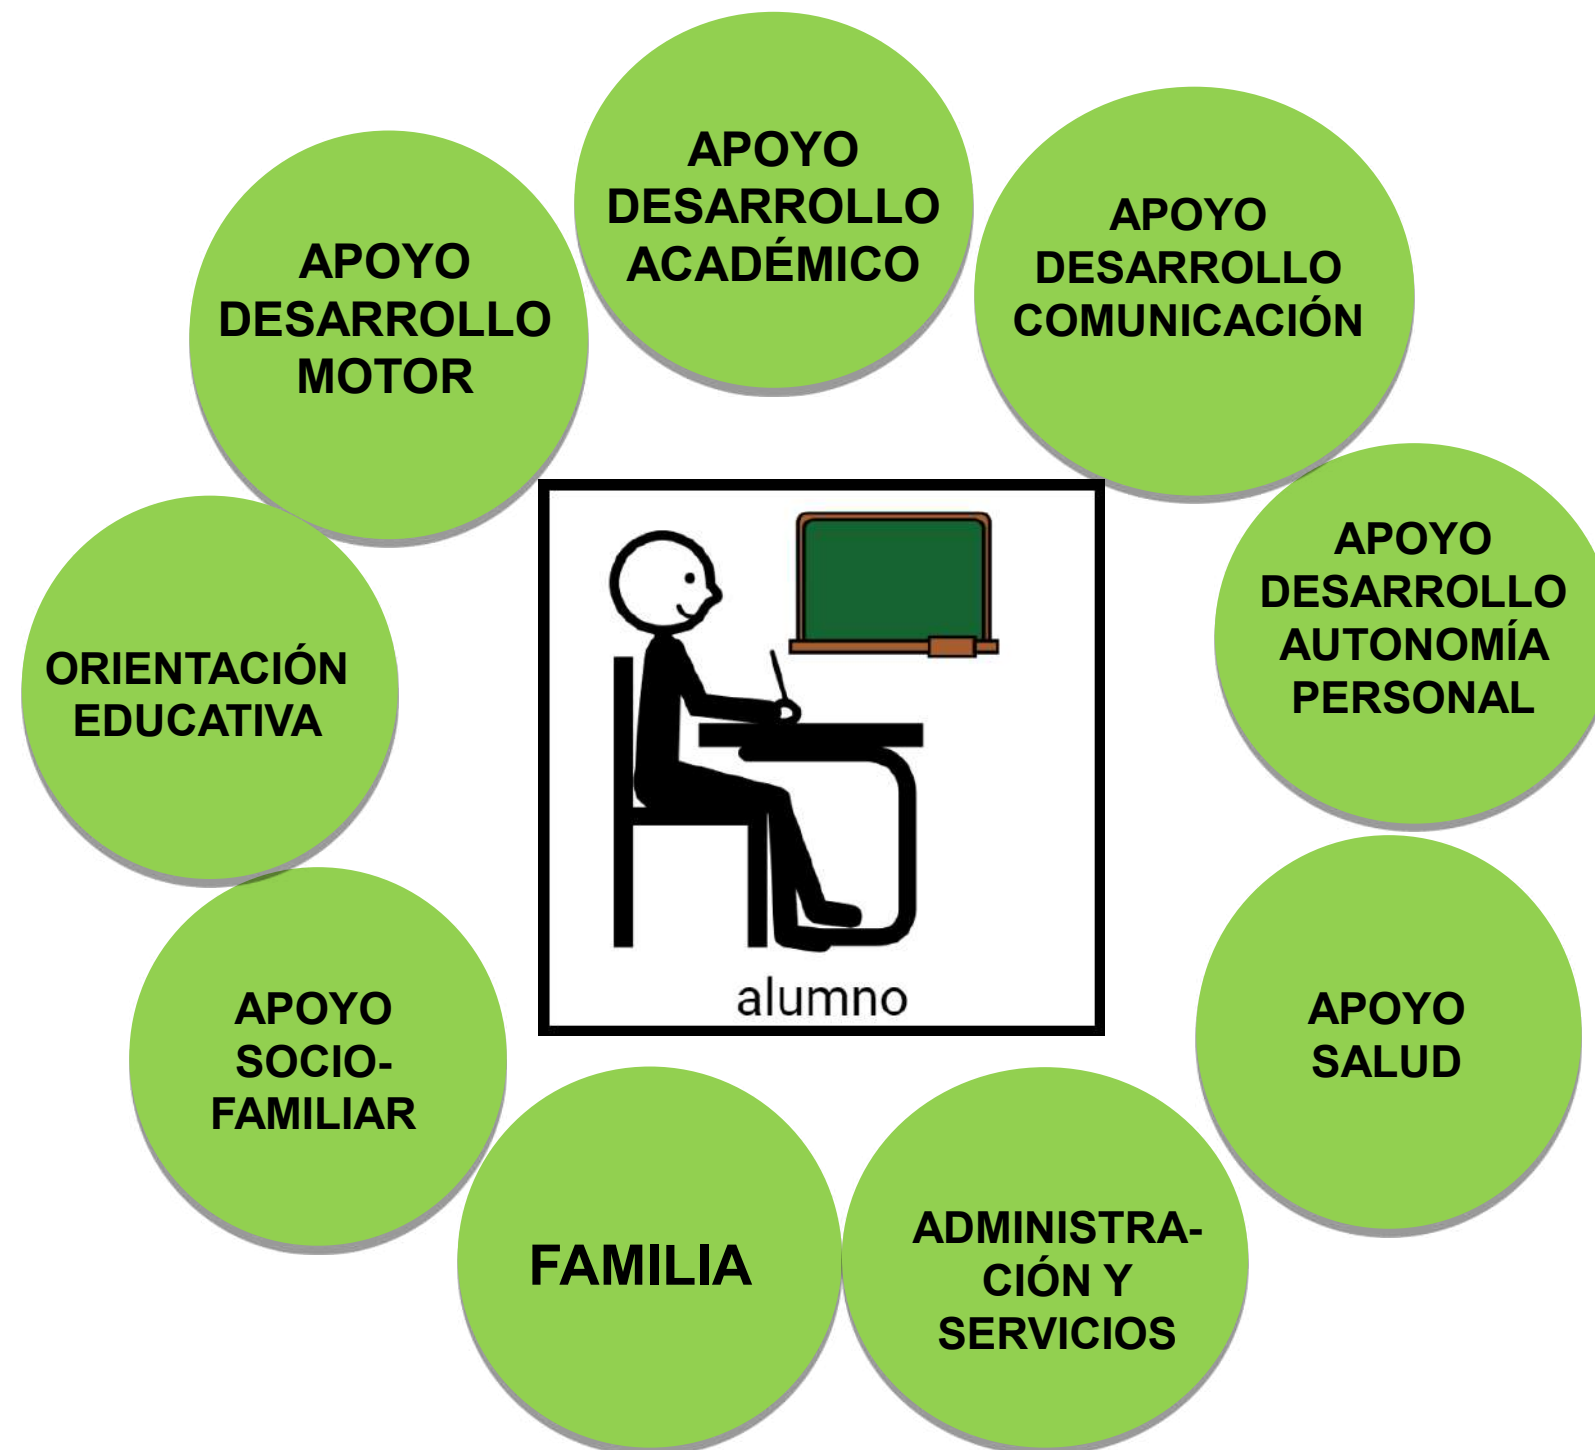 APOYO
DESARROLLO
ACADÉMICO
APOYO
DESARROLLO
COMUNICACIÓN
APOYO
DESARROLLO
MOTOR
APOYO
DESARROLLO
AUTONOMÍA
PERSONAL
ORIENTACIÓN
EDUCATIVA
alumno
APOYO
SALUD
APOYO
SOCIO-
FAMILIAR
FAMILIA
ADMINISTRA-
CIÓN Y
SERVICIOS